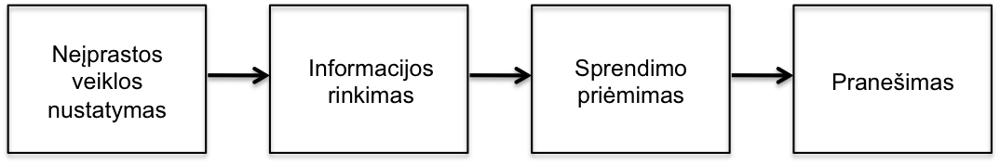 Neįprastos
veiklos
nustatymas
Informacijos
rinkimas
Sprendimo
priėmimas
Pranešimas